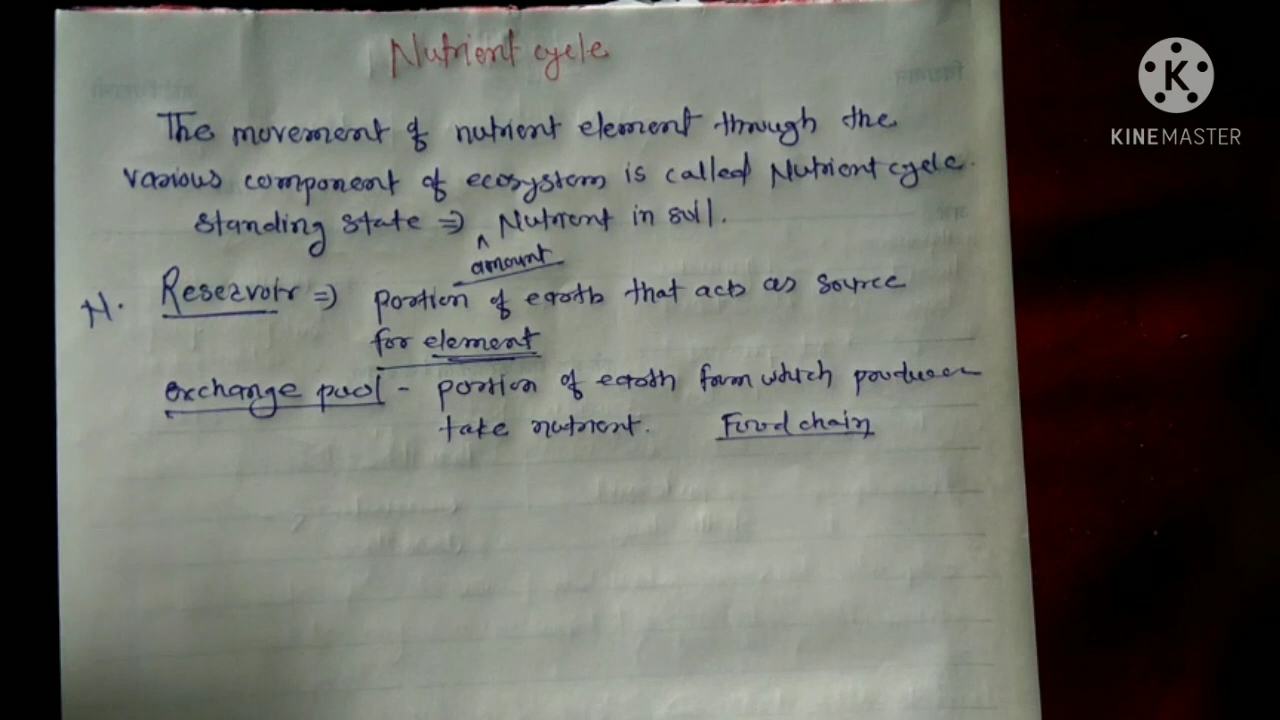 Nutrient cycle
The movement of nutrient element through the
various component of ecosystem is called Nutrient cycle.
standing state => ^ Nutrient in soil.
amount
N. Reservoir => portion of earth that acts as source
for element
exchange pool - portion of earth form which producer
take nutrient. Food chain
K
KINEMASTER